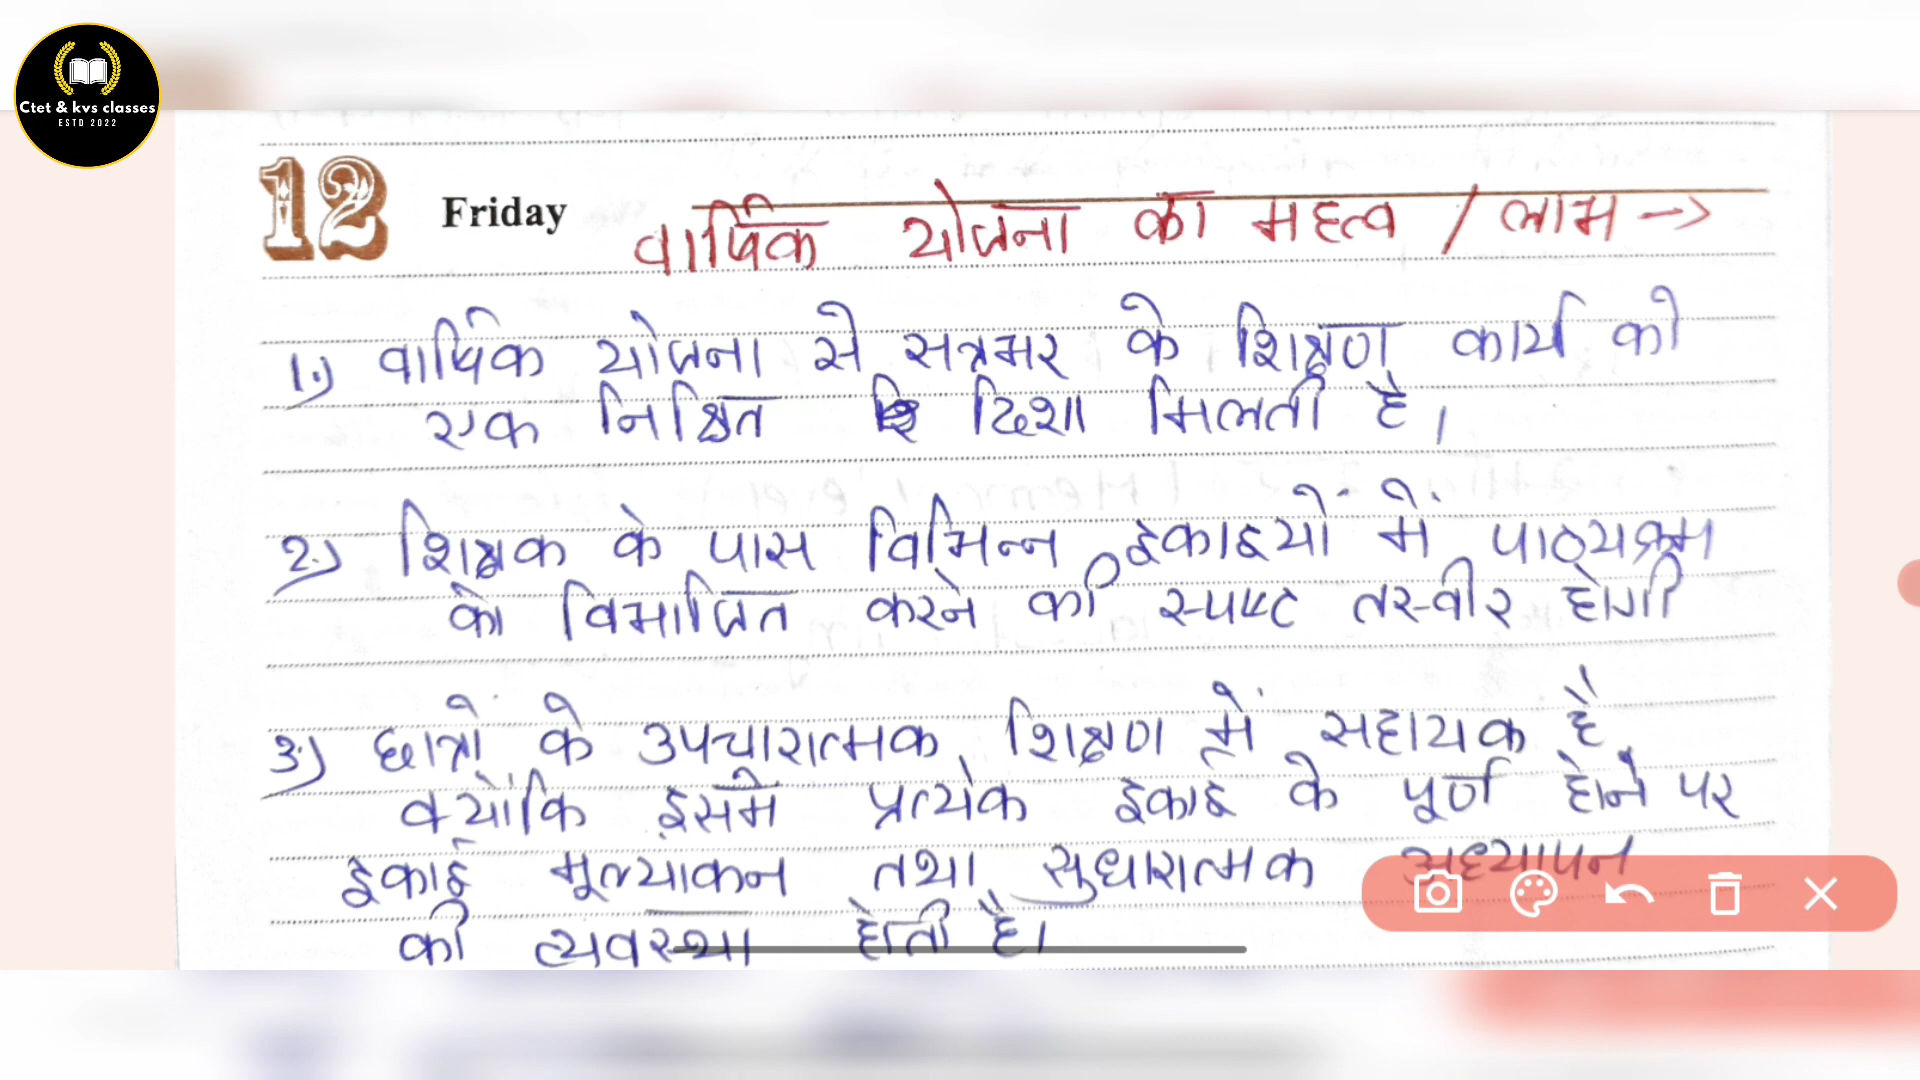 Ctet & kvs classes
ESTD 2022
12 Friday
वार्षिक योजना का महत्व / लाभ →
1.) वार्षिक योजना से सत्रभर के शिक्षण कार्य को
एक निश्चित दिशा मिलती है।
2.) शिक्षक के पास विभिन्न इकाइयों में पाठ्यक्रम
को विभाजित करने की स्पष्ट तस्वीर होगी
3.) छात्रों के उपचारात्मक शिक्षण में सहायक है
क्योंकि इसमें प्रत्येक इकाई के पूर्ण होने पर
इकाई मूल्याकंन तथा सुधारात्मक अध्यापन
की व्यवस्था होती है।